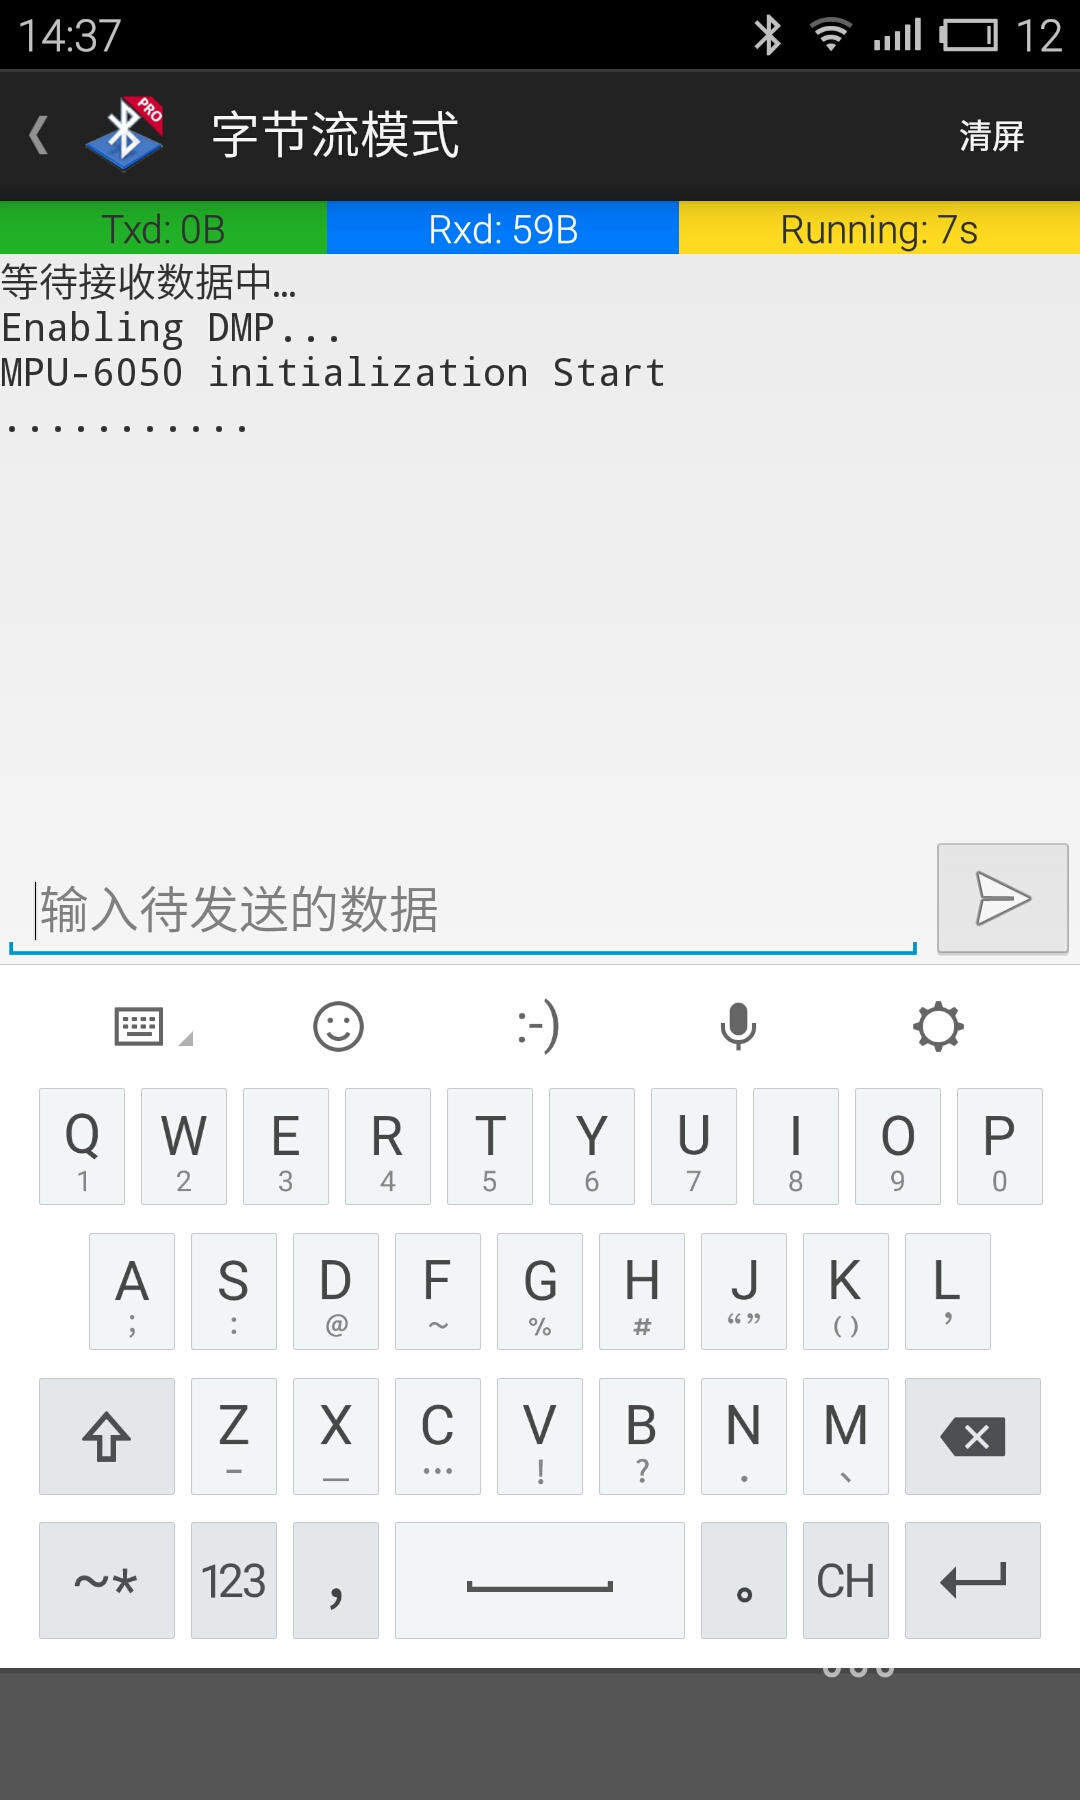 14:37 12
PRO
字节流模式 清屏
Txd: 0B Rxd: 59B Running: 7s
等待接收数据中...
Enabling DMP...
MPU-6050 initialization Start
...........
输入待发送的数据
:-)
Q W E R T Y U I O P
1 2 3 4 5 6 7 8 9 0
A S D F G H J K L
; : @ ~ % # “” () ，
Z X C V B N M
- _ … ! ? . 、
~* 123 , 。 CH